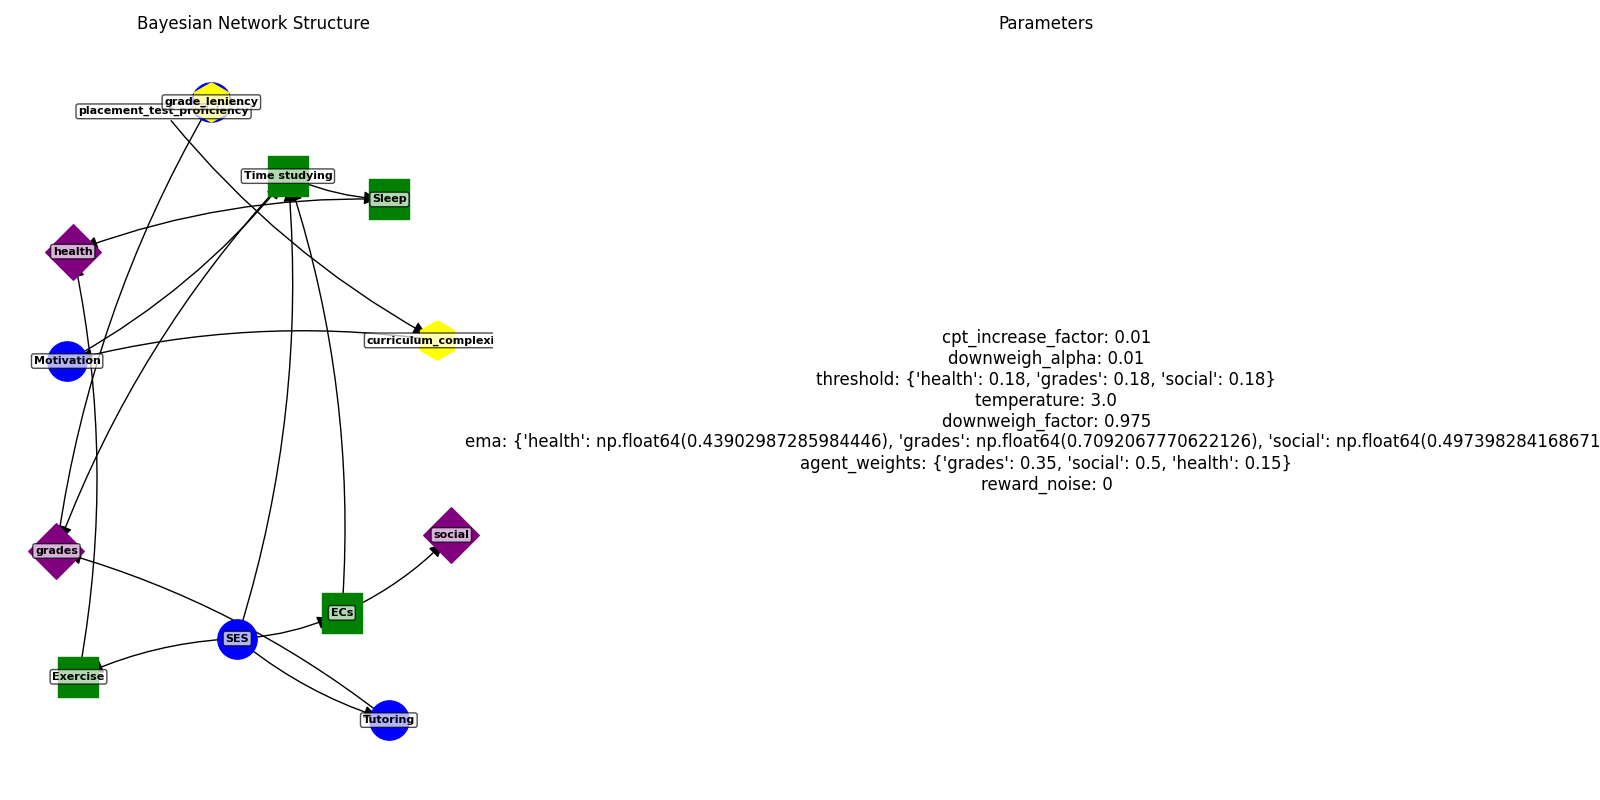 Bayesian Network Structure
Parameters
grade_leniency
placement_test_proficiency
Time studying
Sleep
health
curriculum_complexi
Motivation
cpt_increase_factor: 0.01
downweigh_alpha: 0.01
threshold: {'health': 0.18, 'grades': 0.18, 'social': 0.18}
temperature: 3.0
downweigh_factor: 0.975
ema: {'health': np.float64(0.43902987285984446), 'grades': np.float64(0.7092067770622126), 'social': np.float64(0.497398284168671
agent_weights: {'grades': 0.35, 'social': 0.5, 'health': 0.15}
reward_noise: 0
social
grades
ECs
SES
Exercise
Tutoring